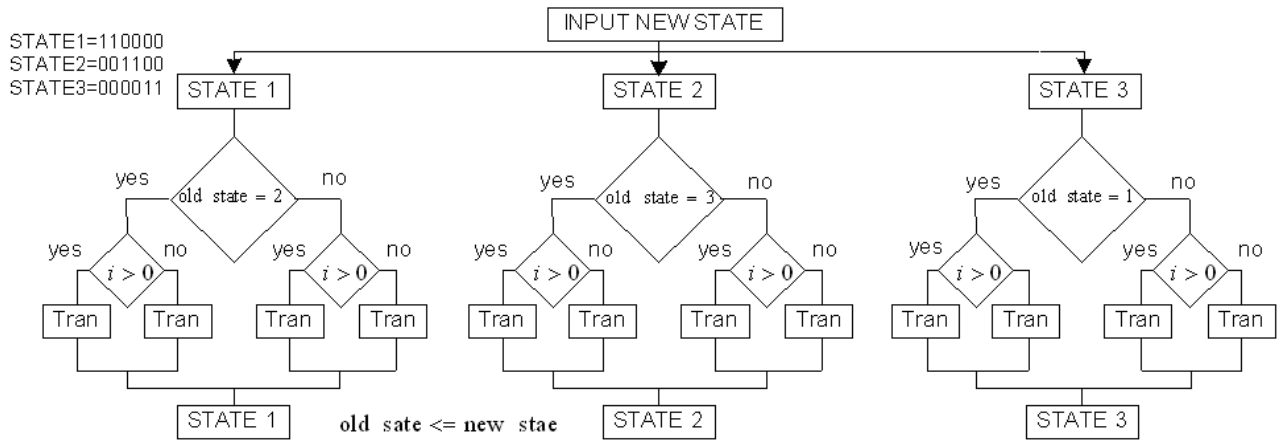 INPUT NEW STATE
STATE1=110000
STATE2=001100
STATE3=000011
STATE 1
STATE 2
STATE 3
old state = 2
yes
no
old state = 3
yes
no
old state = 1
yes
no
yes
i > 0
no
yes
i > 0
no
yes
i > 0
no
yes
i > 0
no
yes
i > 0
no
yes
i > 0
no
Tran
Tran
Tran
Tran
Tran
Tran
Tran
Tran
Tran
Tran
Tran
Tran
STATE 1
old sate <= new stae
STATE 2
STATE 3